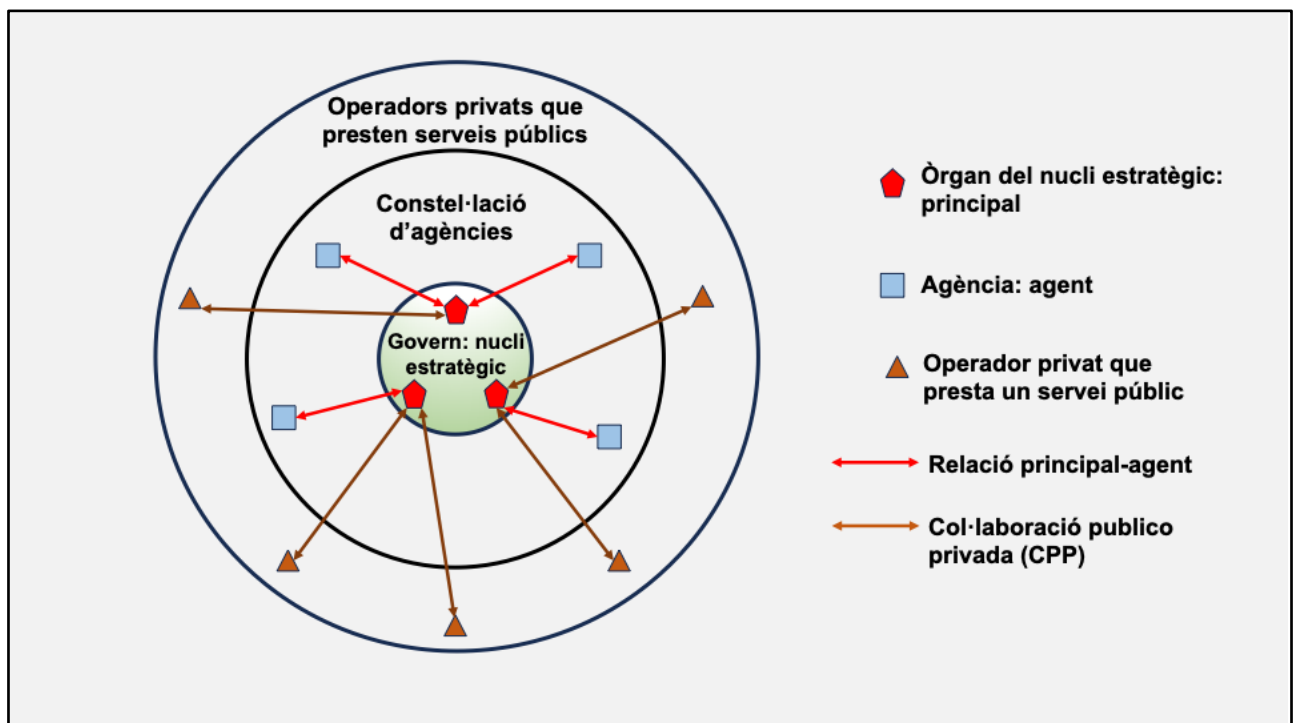 Operadors privats que
presten serveis públics
Constel·lació
d’agències
Govern: nucli
estratègic
Òrgan del nucli estratègic:
principal
Agència: agent
Operador privat que
presta un servei públic
Relació principal-agent
Col·laboració publico
privada (CPP)